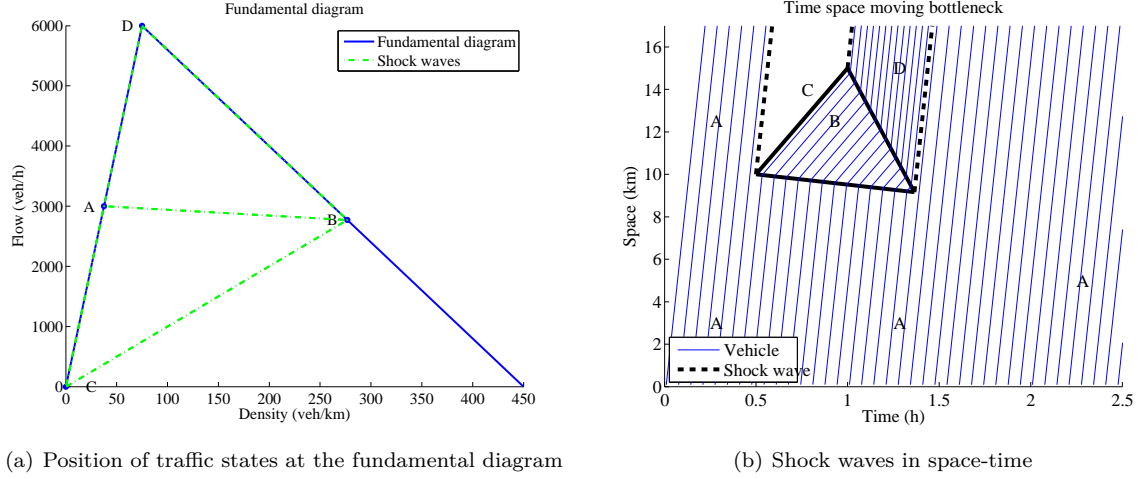 Fundamental diagram
6000
5000
4000
3000
2000
1000
0
Flow (veh/h)
D
A
B
C
Fundamental diagram
Shock waves
0 50 100 150 200 250 300 350 400 450
Density (veh/km)
(a) Position of traffic states at the fundamental diagram
Time space moving bottleneck
16
14
12
10
8
6
4
2
0
Space (km)
D
C
A
B
A
A
A
Vehicle
Shock wave
0 0.5 1 1.5 2 2.5
Time (h)
(b) Shock waves in space-time